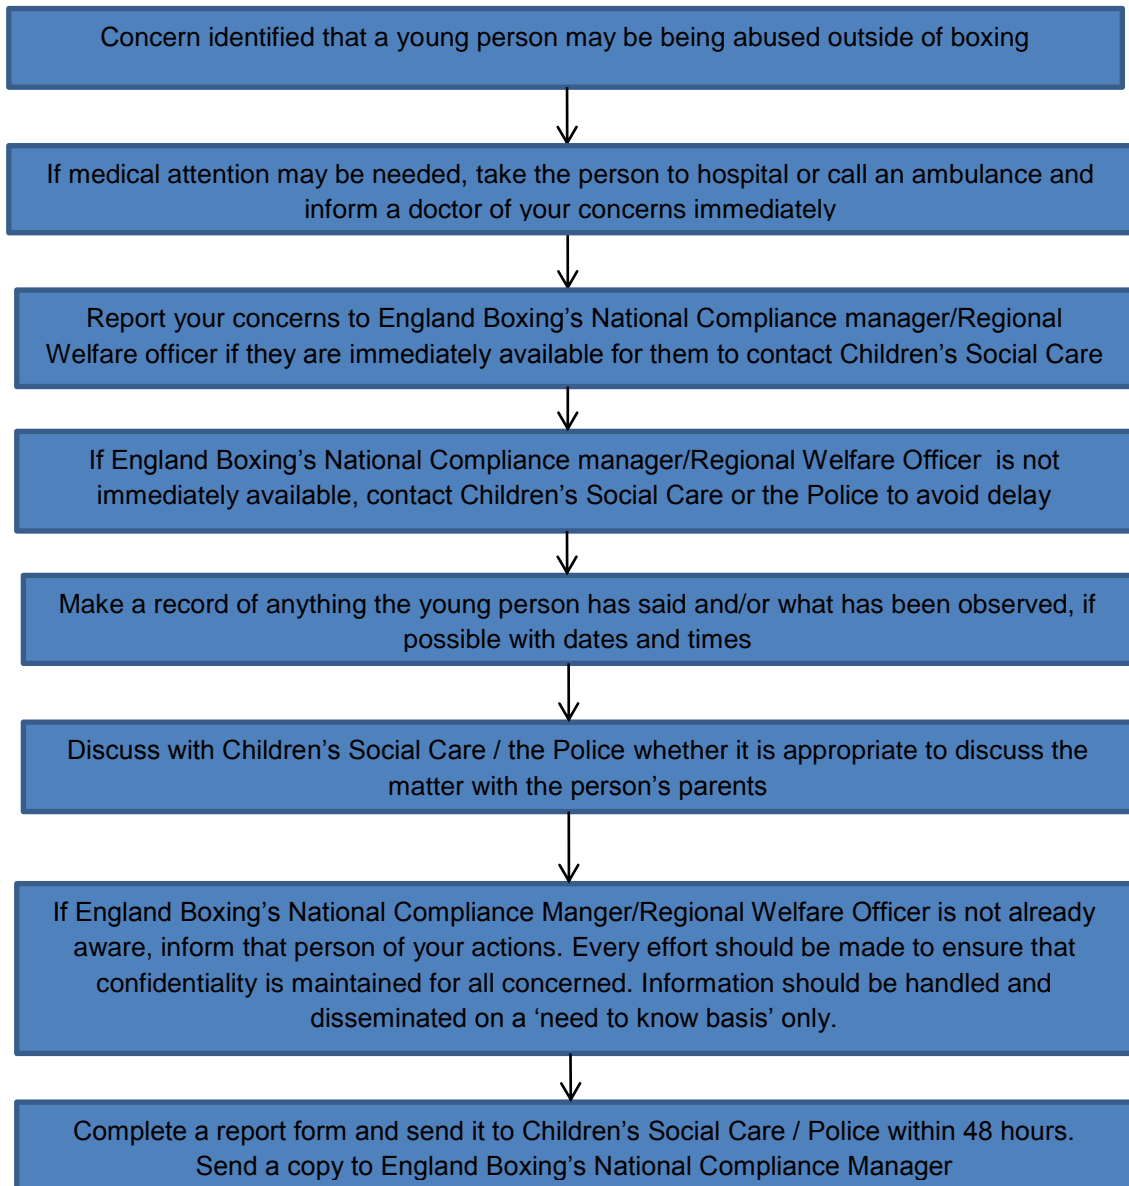 Concern identified that a young person may be being abused outside of boxing
If medical attention may be needed, take the person to hospital or call an ambulance and
inform a doctor of your concerns immediately
Report your concerns to England Boxing’s National Compliance manager/Regional
Welfare officer if they are immediately available for them to contact Children’s Social Care
If England Boxing’s National Compliance manager/Regional Welfare Officer is not
immediately available, contact Children’s Social Care or the Police to avoid delay
Make a record of anything the young person has said and/or what has been observed, if
possible with dates and times
Discuss with Children’s Social Care / the Police whether it is appropriate to discuss the
matter with the person’s parents
If England Boxing’s National Compliance Manger/Regional Welfare Officer is not already
aware, inform that person of your actions. Every effort should be made to ensure that
confidentiality is maintained for all concerned. Information should be handled and
disseminated on a ‘need to know basis’ only.
Complete a report form and send it to Children’s Social Care / Police within 48 hours.
Send a copy to England Boxing’s National Compliance Manager